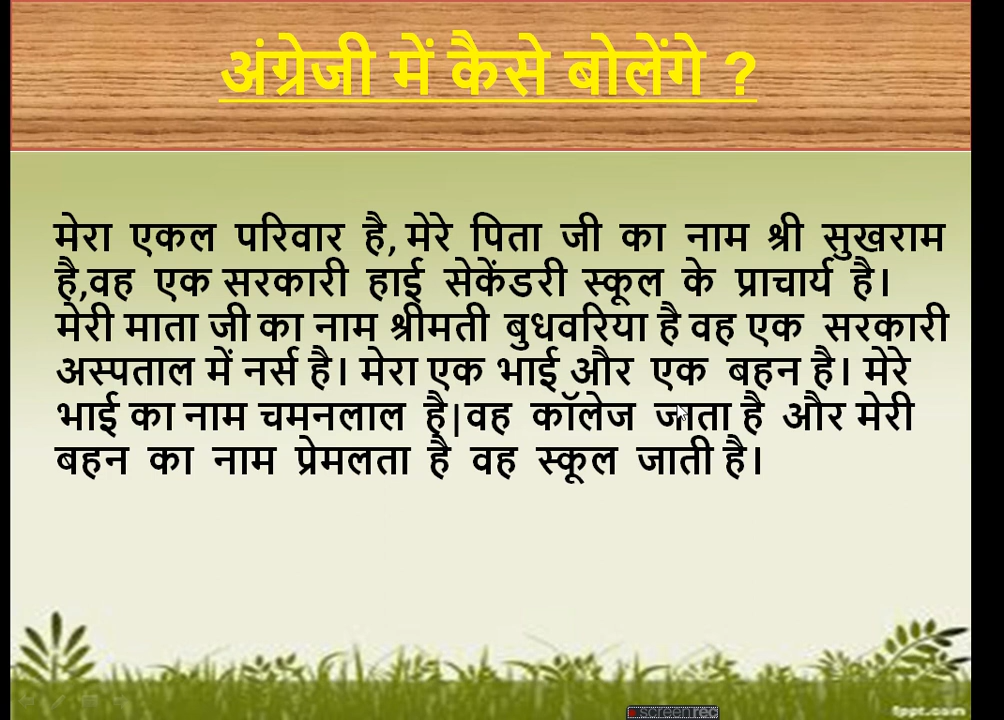 अंग्रेजी में कैसे बोलेंगे ?
मेरा एकल परिवार है, मेरे पिता जी का नाम श्री सुखराम
है,वह एक सरकारी हाई सेकेंडरी स्कूल के प्राचार्य है।
मेरी माता जी का नाम श्रीमती बुधवरिया है वह एक सरकारी
अस्पताल में नर्स है। मेरा एक भाई और एक बहन है। मेरे
भाई का नाम चमनलाल है|वह कॉलेज जाता है और मेरी
बहन का नाम प्रेमलता है वह स्कूल जाती है।
fppt.com
screenrec